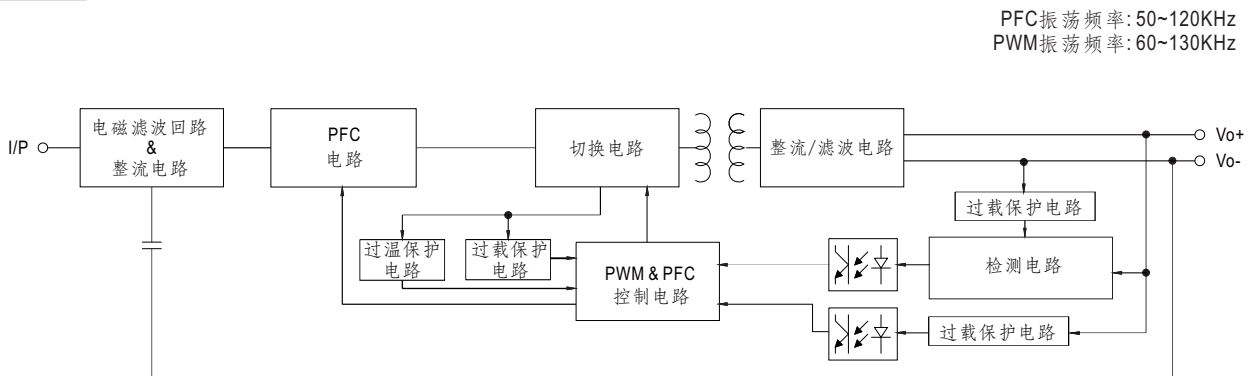 PFC振荡频率: 50~120KHz
PWM振荡频率: 60~130KHz
I/P
电磁滤波回路
&
整流电路
PFC
电路
切换电路
整流/滤波电路
Vo+
Vo-
过载保护电路
过温保护
电路
过载保护
电路
PWM & PFC
控制电路
检测电路
过载保护电路